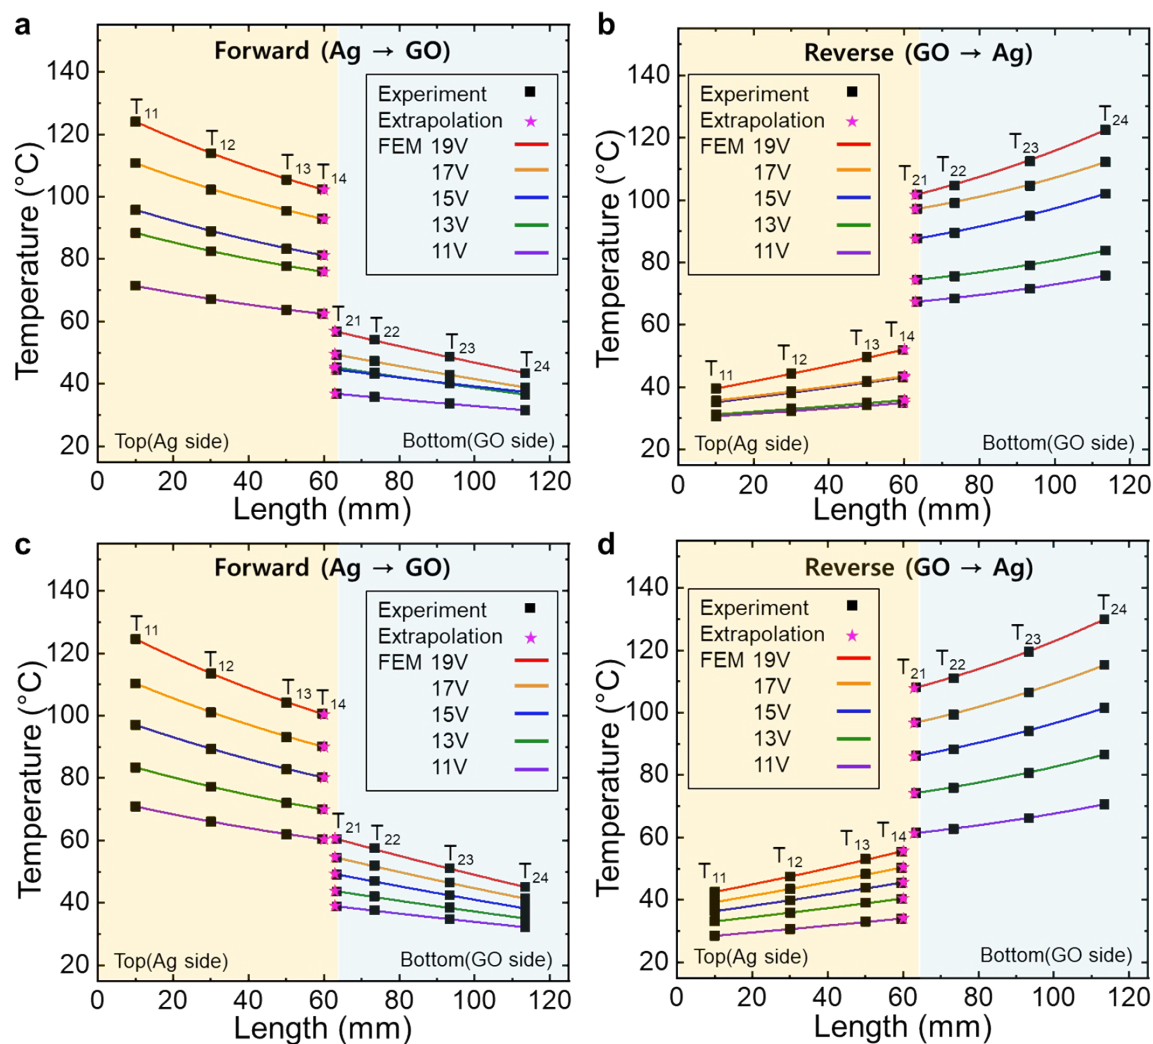 a
Forward (Ag → GO)
Experiment
Extrapolation
FEM 19V
17V
15V
13V
11V
T11
T12
T13
T14
T21
T22
T23
T24
Top(Ag side)
Bottom(GO side)
140
120
100
80
60
40
20
0 20 40 60 80 100 120
Temperature (°C)
Length (mm)
b
Reverse (GO → Ag)
Experiment
Extrapolation
FEM 19V
17V
15V
13V
11V
T11
T12
T13
T14
T21
T22
T23
T24
Top(Ag side)
Bottom(GO side)
140
120
100
80
60
40
20
0 20 40 60 80 100 120
Temperature (°C)
Length (mm)
c
Forward (Ag → GO)
Experiment
Extrapolation
FEM 19V
17V
15V
13V
11V
T11
T12
T13
T14
T21
T22
T23
T24
Top(Ag side)
Bottom(GO side)
140
120
100
80
60
40
20
0 20 40 60 80 100 120
Temperature (°C)
Length (mm)
d
Reverse (GO → Ag)
Experiment
Extrapolation
FEM 19V
17V
15V
13V
11V
T11
T12
T13
T14
T21
T22
T23
T24
Top(Ag side)
Bottom(GO side)
140
120
100
80
60
40
20
0 20 40 60 80 100 120
Temperature (°C)
Length (mm)